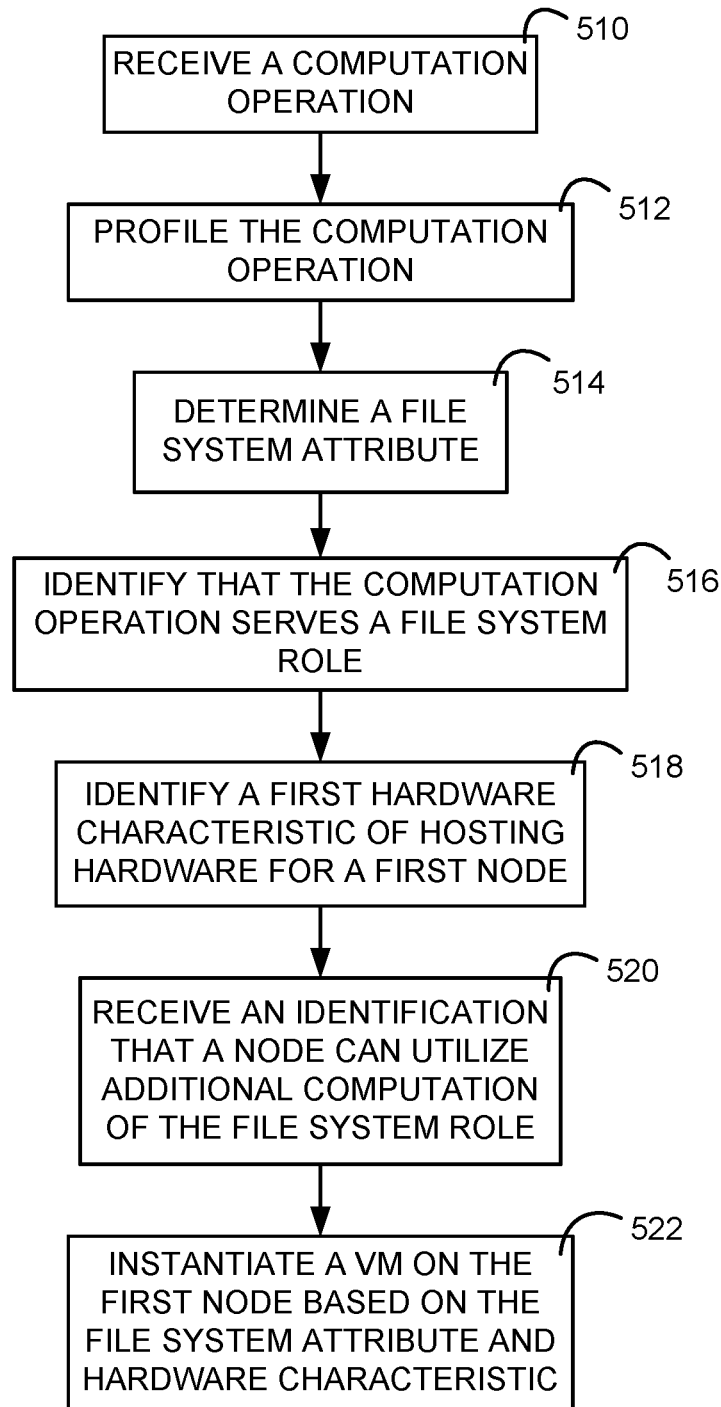 510
RECEIVE A COMPUTATION
OPERATION
512
PROFILE THE COMPUTATION
OPERATION
514
DETERMINE A FILE
SYSTEM ATTRIBUTE
516
IDENTIFY THAT THE COMPUTATION
OPERATION SERVES A FILE SYSTEM
ROLE
518
IDENTIFY A FIRST HARDWARE
CHARACTERISTIC OF HOSTING
HARDWARE FOR A FIRST NODE
520
RECEIVE AN IDENTIFICATION
THAT A NODE CAN UTILIZE
ADDITIONAL COMPUTATION
OF THE FILE SYSTEM ROLE
522
INSTANTIATE A VM ON THE
FIRST NODE BASED ON THE
FILE SYSTEM ATTRIBUTE AND
HARDWARE CHARACTERISTIC